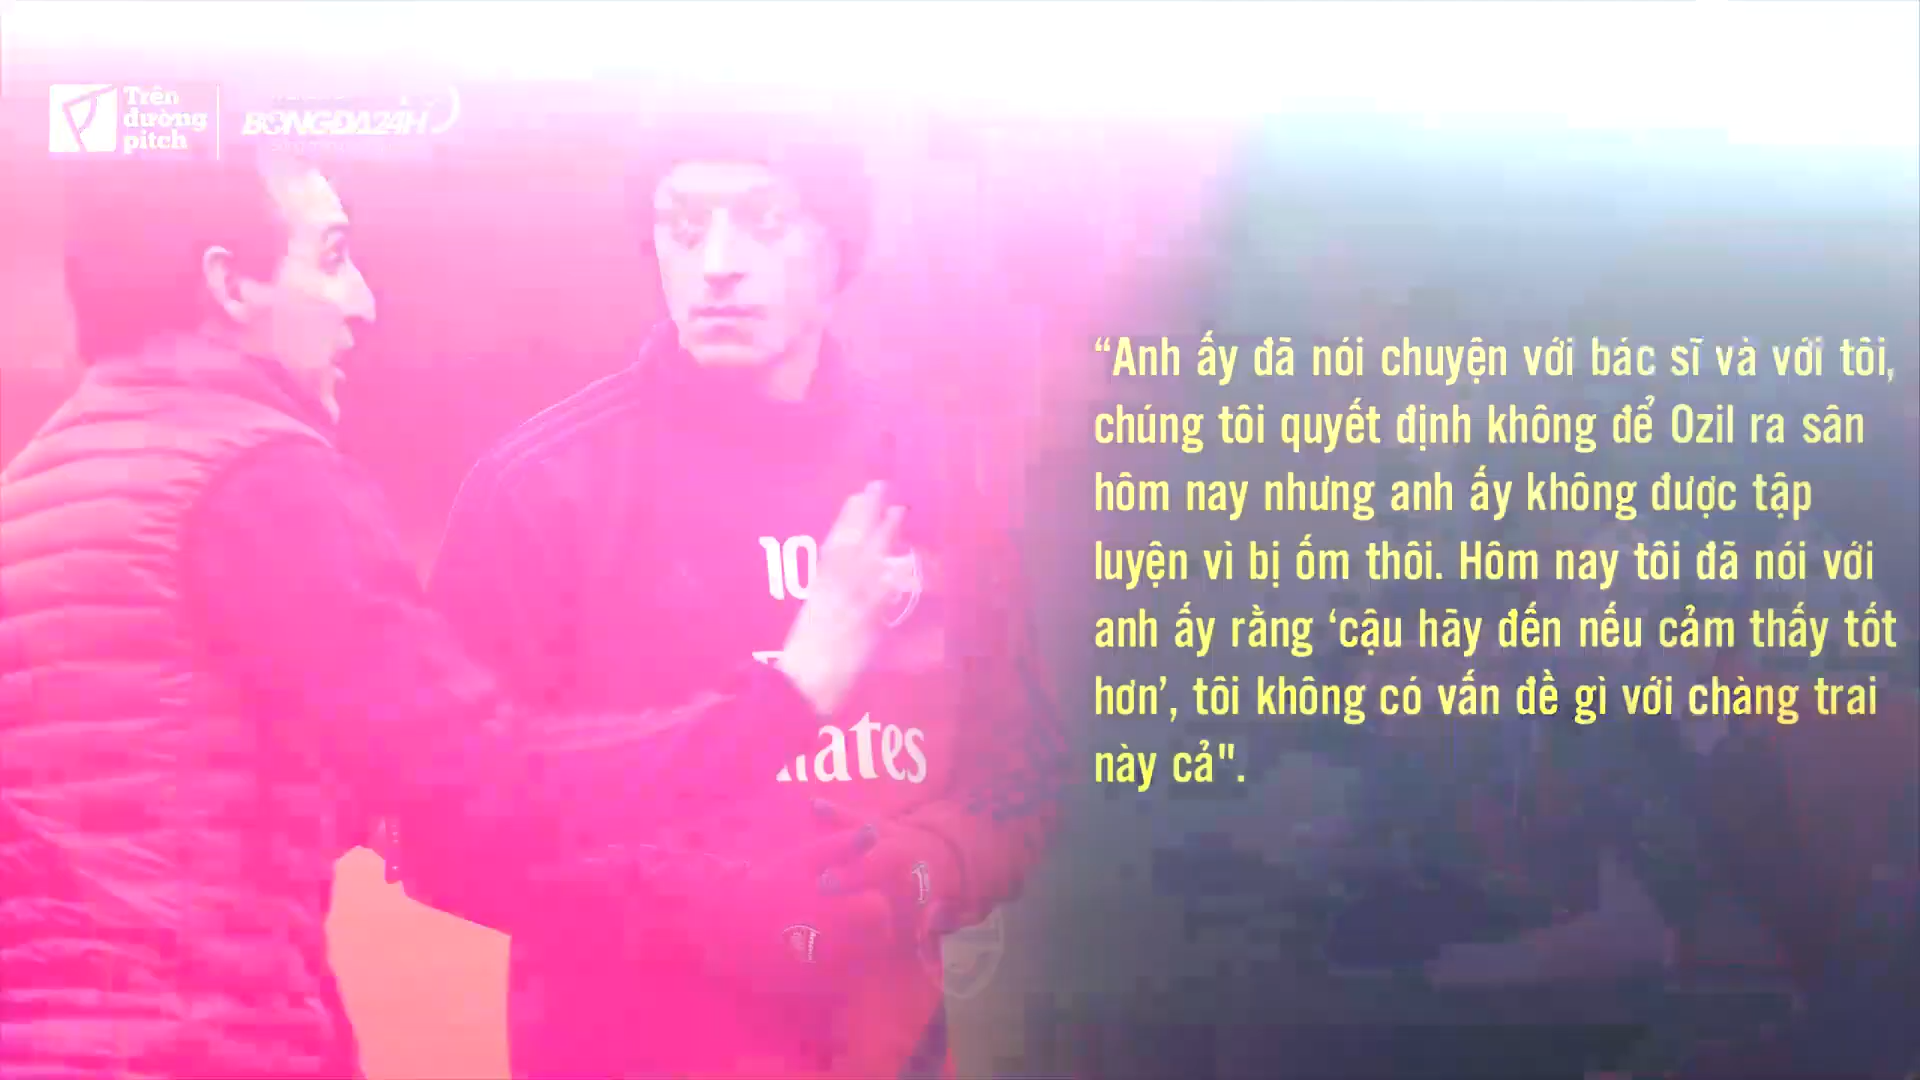 Trên
đường
pitch
BONGDA24H
“Anh ấy đã nói chuyện với bác sĩ và với tôi,
chúng tôi quyết định không để Ozil ra sân
hôm nay nhưng anh ấy không được tập
luyện vì bị ốm thôi. Hôm nay tôi đã nói với
anh ấy rằng ‘cậu hãy đến nếu cảm thấy tốt
hơn’, tôi không có vấn đề gì với chàng trai
này cả".
10